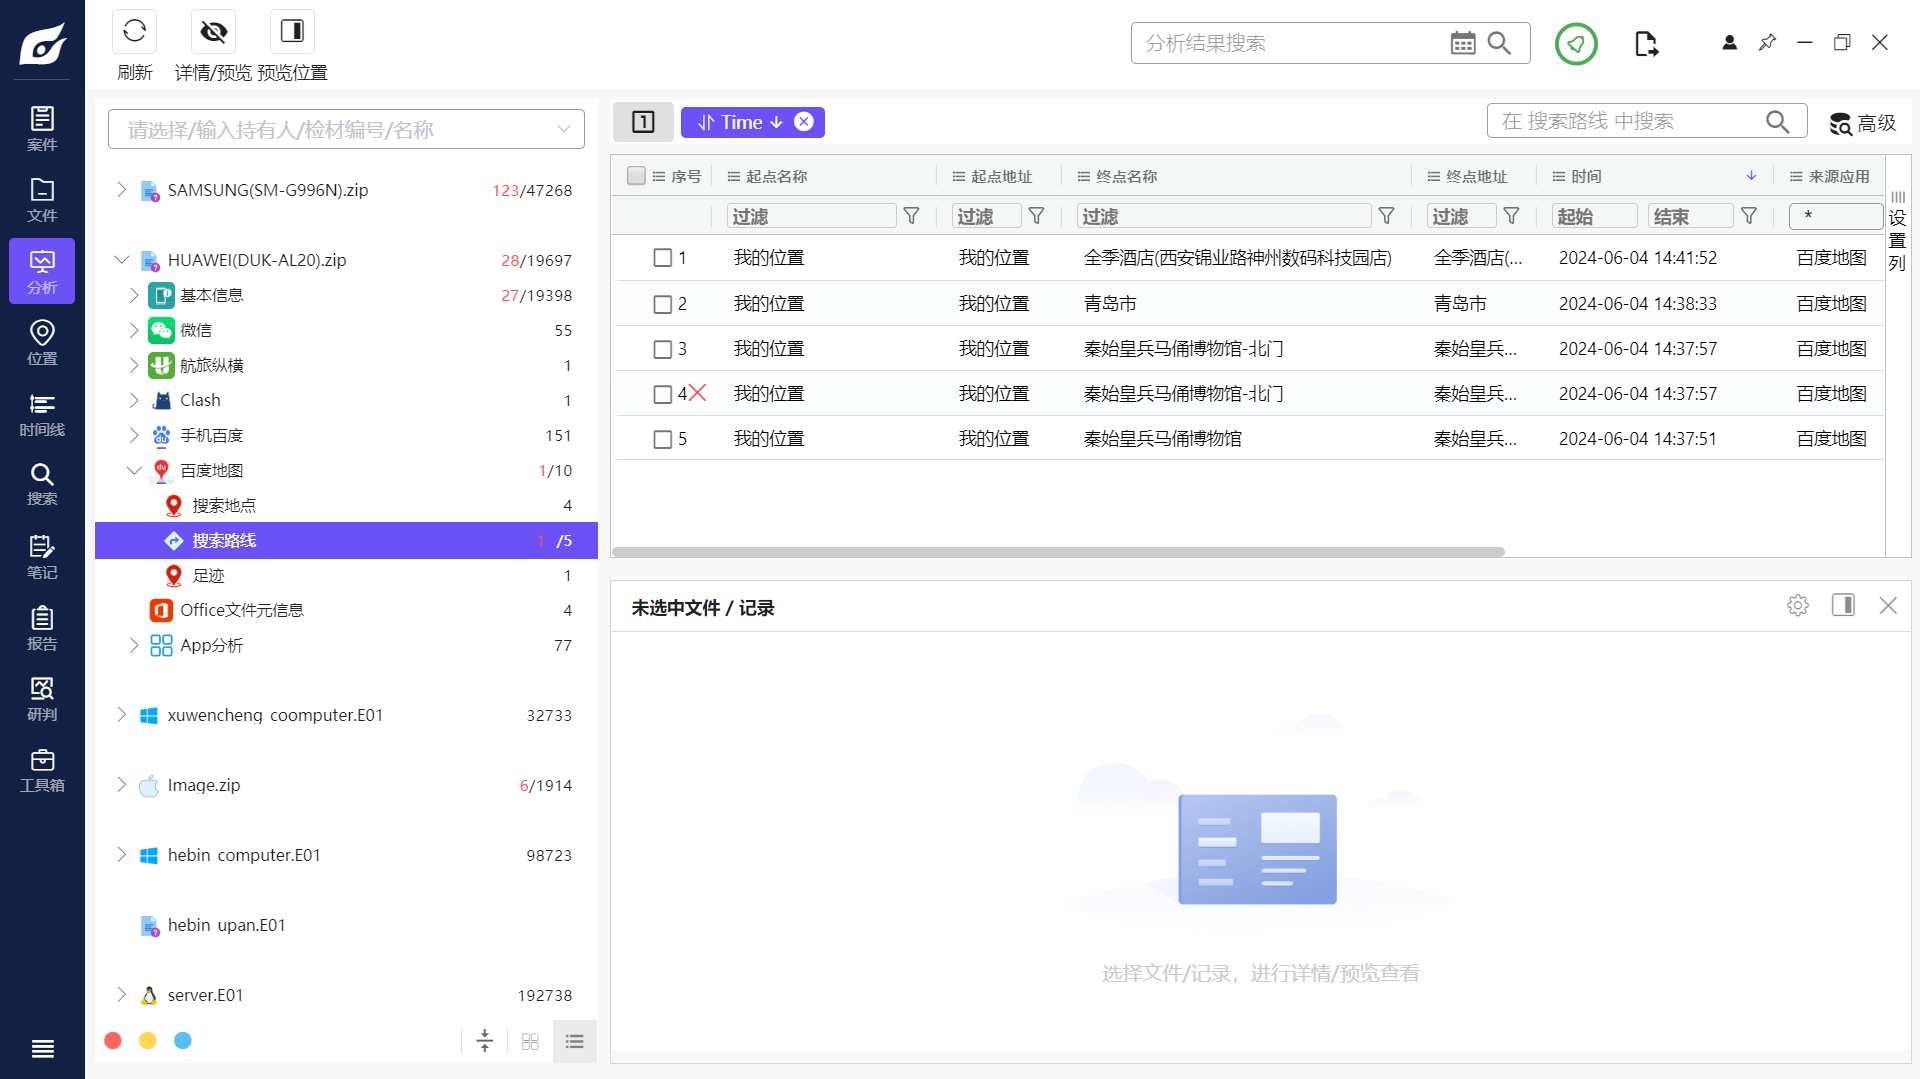 刷新
详情/预览
预览位置
分析结果搜索
案件
文件
分析
位置
时间线
搜索
笔记
报告
研判
工具箱
请选择/输入持有人/检材编号/名称
SAMSUNG(SM-G996N).zip 123/47268
HUAWEI(DUK-AL20).zip 28/19697
基本信息 27/19398
微信 55
航旅纵横 1
Clash 1
手机百度 151
百度地图 1/10
搜索地点 4
搜索路线 1 /5
足迹 1
Office文件元信息 4
App分析 77
xuwencheng coomputer.E01 32733
Image.zip 6/1914
hebin computer.E01 98723
hebin upan.E01
server.E01 192738
1 Time
在 搜索路线 中搜索
高级
序号 起点名称 起点地址 终点名称 终点地址 时间 来源应用
过滤 过滤 过滤 过滤 起始 结束 *
设置列
1 我的位置 我的位置 全季酒店(西安锦业路神州数码科技园店) 全季酒店(... 2024-06-04 14:41:52 百度地图
2 我的位置 我的位置 青岛市 青岛市 2024-06-04 14:38:33 百度地图
3 我的位置 我的位置 秦始皇兵马俑博物馆-北门 秦始皇兵... 2024-06-04 14:37:57 百度地图
4 我的位置 我的位置 秦始皇兵马俑博物馆-北门 秦始皇兵... 2024-06-04 14:37:57 百度地图
5 我的位置 我的位置 秦始皇兵马俑博物馆 秦始皇兵... 2024-06-04 14:37:51 百度地图
未选中文件 / 记录
选择文件/记录，进行详情/预览查看